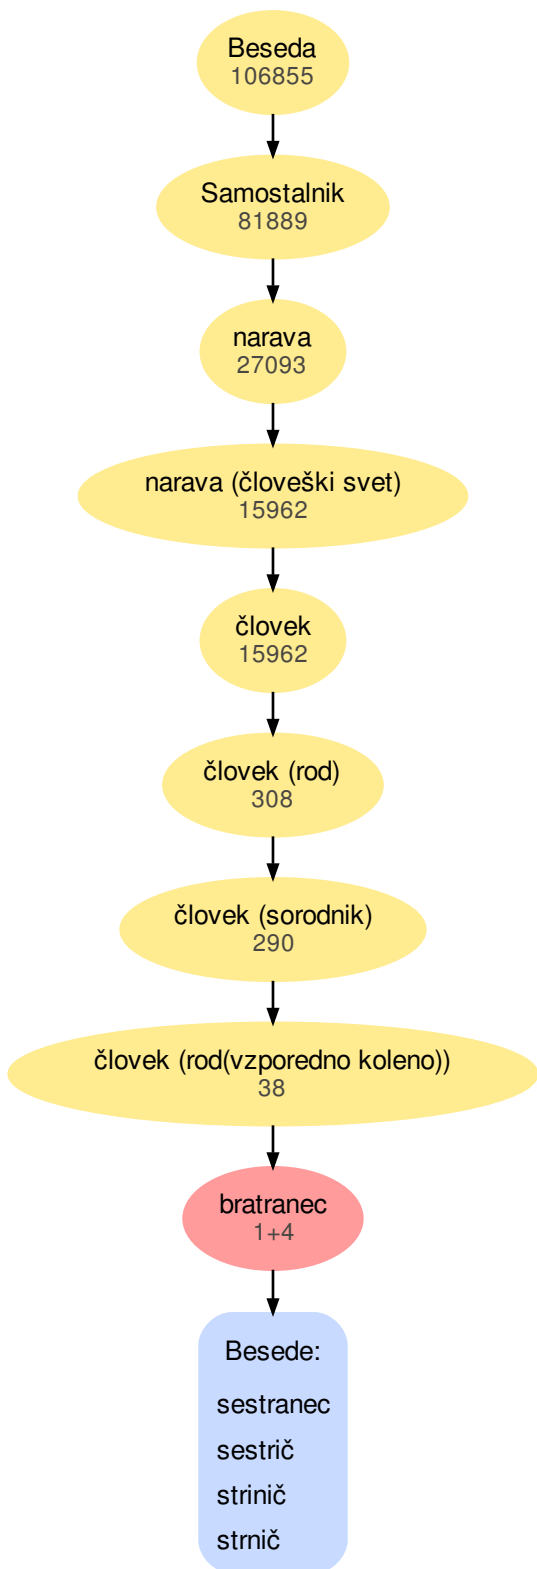 Beseda
106855
Samostalnik
81889
narava
27093
narava (človeški svet)
15962
človek
15962
človek (rod)
308
človek (sorodnik)
290
človek (rod(vzporedno koleno))
38
bratranec
1+4
Besede:
sestranec
sestrič
strinič
strnič